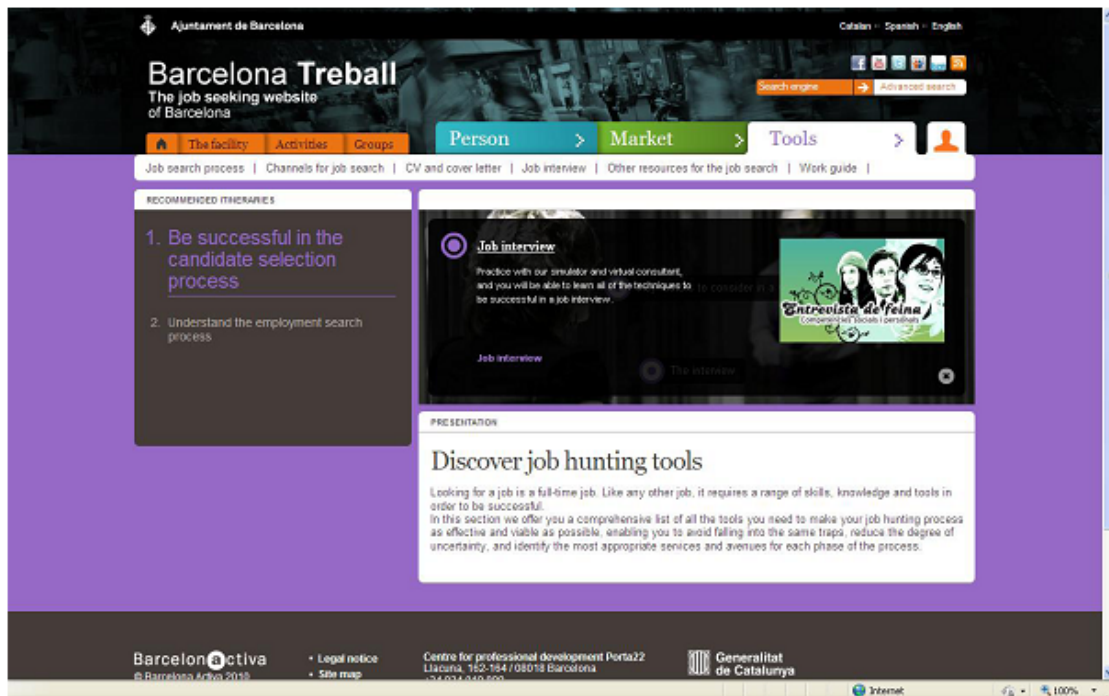 Ajuntament de Barcelona
Catalan - Spanish - English
Barcelona Treball
The job seeking website
of Barcelona
Search engine
Advanced search
The facility Activities Groups
Person > Market > Tools >
Job search process | Channels for job search | CV and cover letter | Job interview | Other resources for the job search | Work guide |
RECOMMENDED ITINERARIES
1. Be successful in the
candidate selection
process
2. Understand the employment search
process
Job interview
Practice with our simulator and virtual consultant,
and you will be able to learn all of the techniques to
be successful in a job interview.
to consider in a
Entrevista de feina
Competències socials i personals
Job interview
The interview
PRESENTATION
Discover job hunting tools
Looking for a job is a full-time job. Like any other job, it requires a range of skills, knowledge and tools in
order to be successful.
In this section we offer you a comprehensive list of all the tools you need to make your job hunting process
as effective and viable as possible, enabling you to avoid falling into the same traps, reduce the degree of
uncertainty, and identify the most appropriate services and avenues for each phase of the process.
Barcelonactiva
© Barcelona Activa 2010
• Legal notice
• Site map
Centre for professional development Porta22
Llacuna, 162-164 / 08018 Barcelona
Generalitat
de Catalunya
Internet
100%